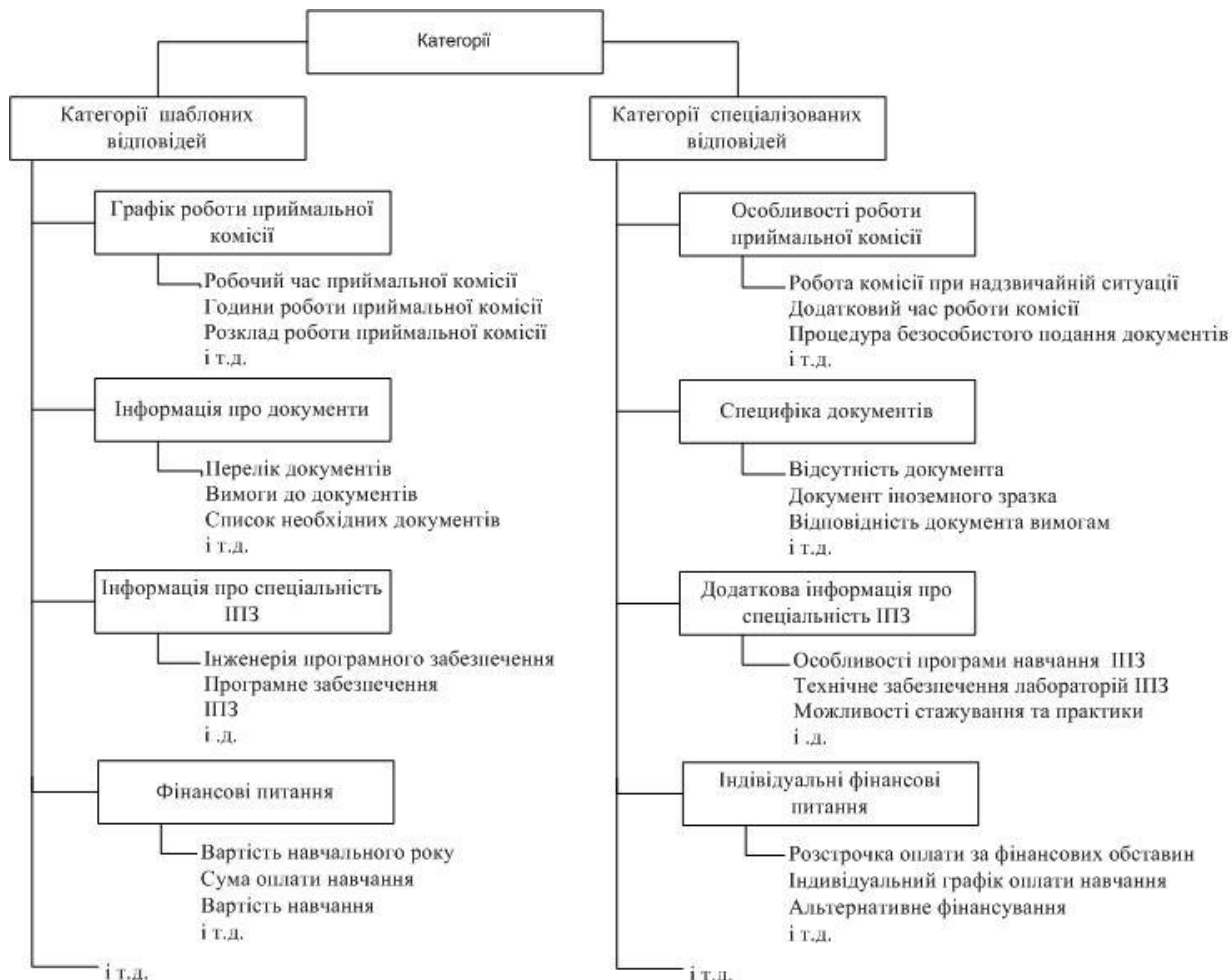 Категорії
Категорії шаблоних
відповідей
Графік роботи приймальної
комісії
Робочий час приймальної комісії
Години роботи приймальної комісії
Розклад роботи приймальної комісії
і т.д.
Інформація про документи
Перелік документів
Вимоги до документів
Список необхідних документів
і т.д.
Інформація про спеціальність
ІПЗ
Інженерія програмного забезпечення
Програмне забезпечення
ІПЗ
і .д.
Фінансові питання
Вартість навчального року
Сума оплати навчання
Вартість навчання
і т.д.
і т.д.
Категорії спеціалізованих
відповідей
Особливості роботи
приймальної комісії
Робота комісії при надзвичайній ситуації
Додатковий час роботи комісії
Процедура безособистого подання документів
і т.д.
Специфіка документів
Відсутність документа
Документ іноземного зразка
Відповідність документа вимогам
і т.д.
Додаткова інформація про
спеціальність ІПЗ
Особливості програми навчання ІПЗ
Технічне забезпечення лабораторій ІПЗ
Можливості стажування та практики
і .д.
Індівідуальні фінансові
питання
Розстрочка оплати за фінансових обставин
Індивідуальний графік оплати навчання
Альтернативне фінансування
і т.д.
і т.д.